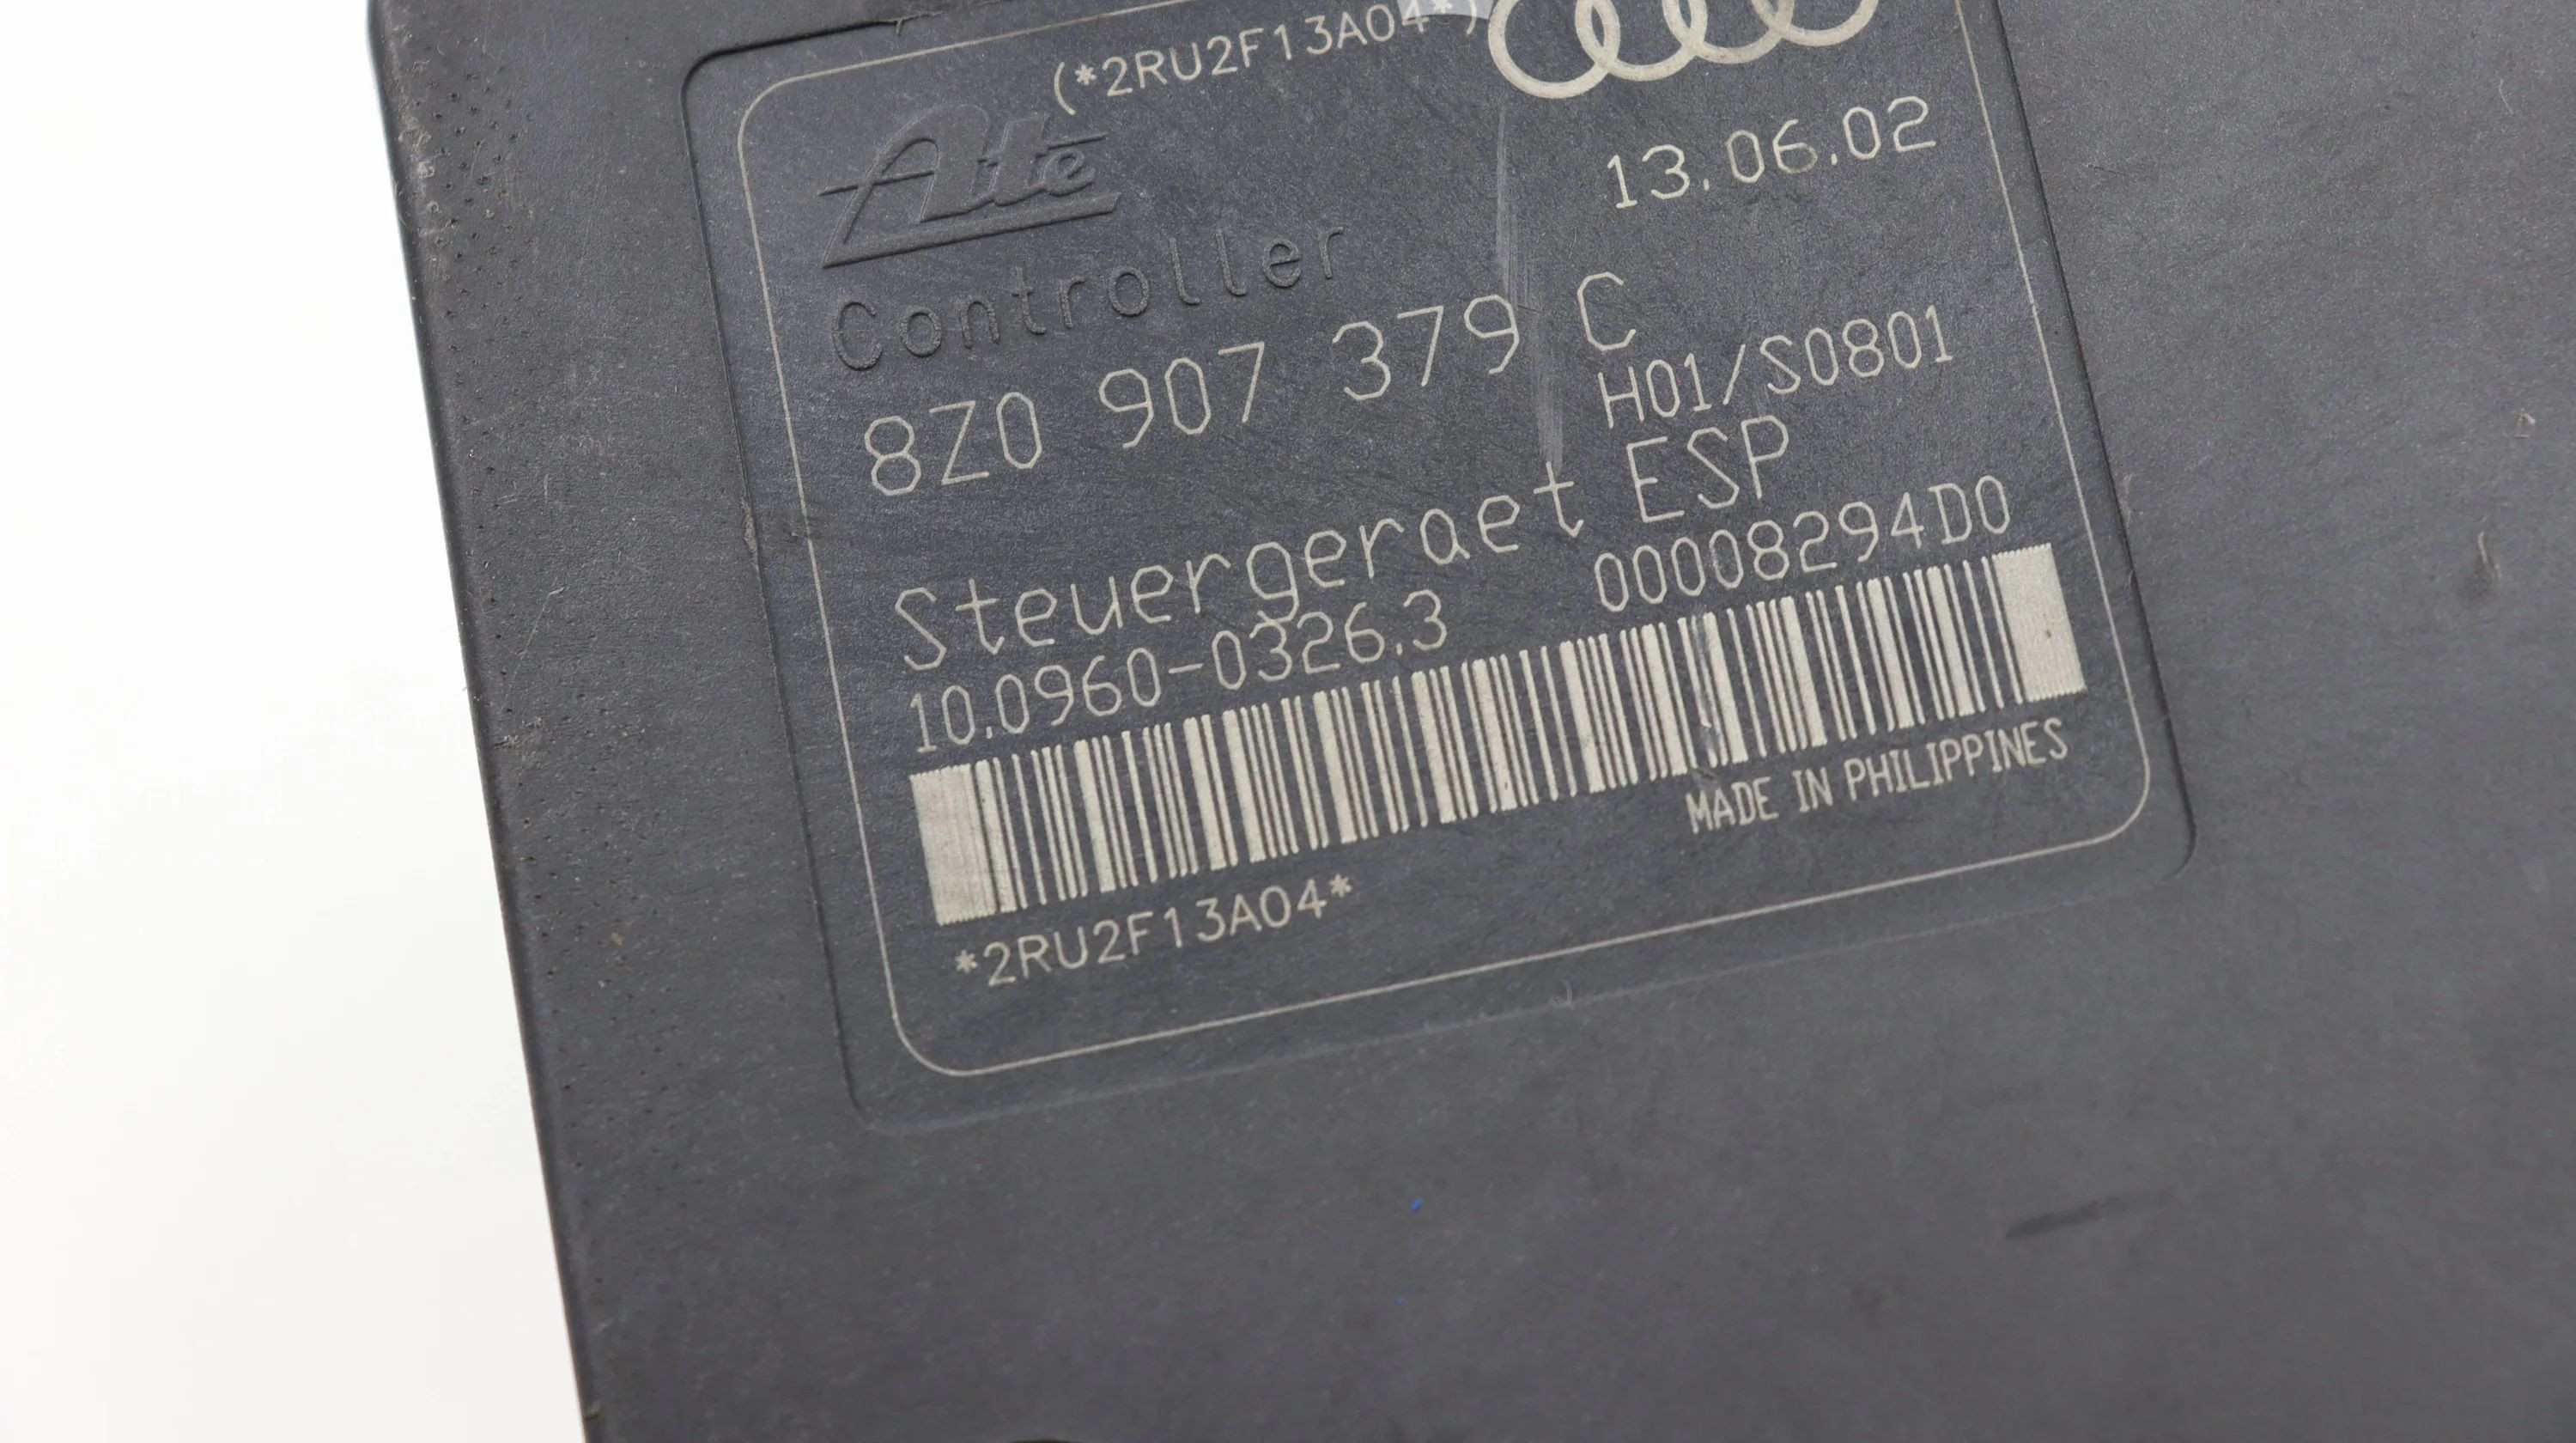 (*2RU2F13A04*)
Ate
13.06.02
Controller
8Z0 907 379 C
H01/S0801
Steuergeraet ESP
10.0960-0326.3 00008294D0
MADE IN PHILIPPINES
*2RU2F13A04*